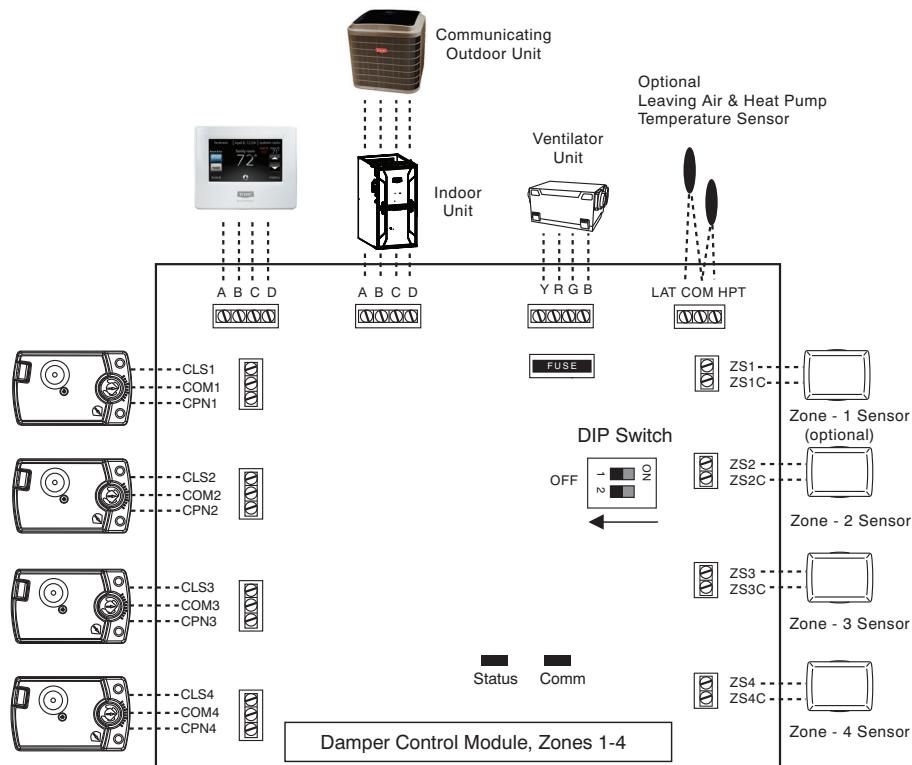 Communicating
Outdoor Unit
Optional
Leaving Air & Heat Pump
Temperature Sensor
Ventilator
Unit
72°
Indoor
Unit
A B C D
A B C D
Y R G B
LAT COM HPT
CLS1
COM1
CPN1
FUSE
ZS1
ZS1C
Zone - 1 Sensor
(optional)
DIP Switch
OFF
1
2
ON
CLS2
COM2
CPN2
ZS2
ZS2C
Zone - 2 Sensor
CLS3
COM3
CPN3
ZS3
ZS3C
Zone - 3 Sensor
Status
Comm
CLS4
COM4
CPN4
ZS4
ZS4C
Zone - 4 Sensor
Damper Control Module, Zones 1-4